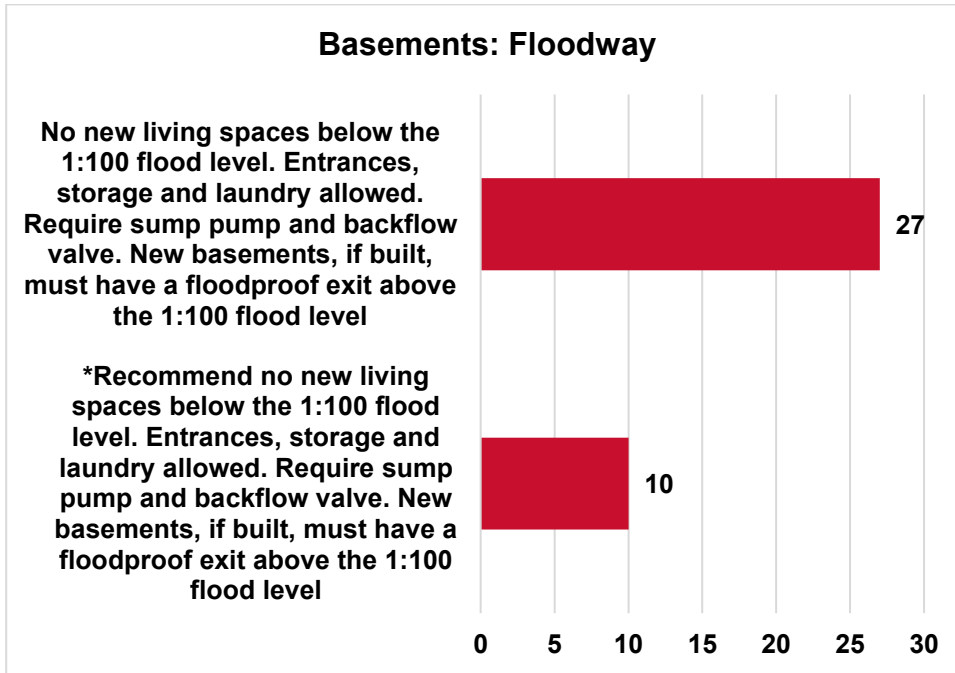 Basements: Floodway
No new living spaces below the
1:100 flood level. Entrances,
storage and laundry allowed.
Require sump pump and backflow
valve. New basements, if built,
must have a floodproof exit above
the 1:100 flood level
27
*Recommend no new living
spaces below the 1:100 flood
level. Entrances, storage and
laundry allowed. Require sump
pump and backflow valve. New
basements, if built, must have a
floodproof exit above the 1:100
flood level
10
0 5 10 15 20 25 30